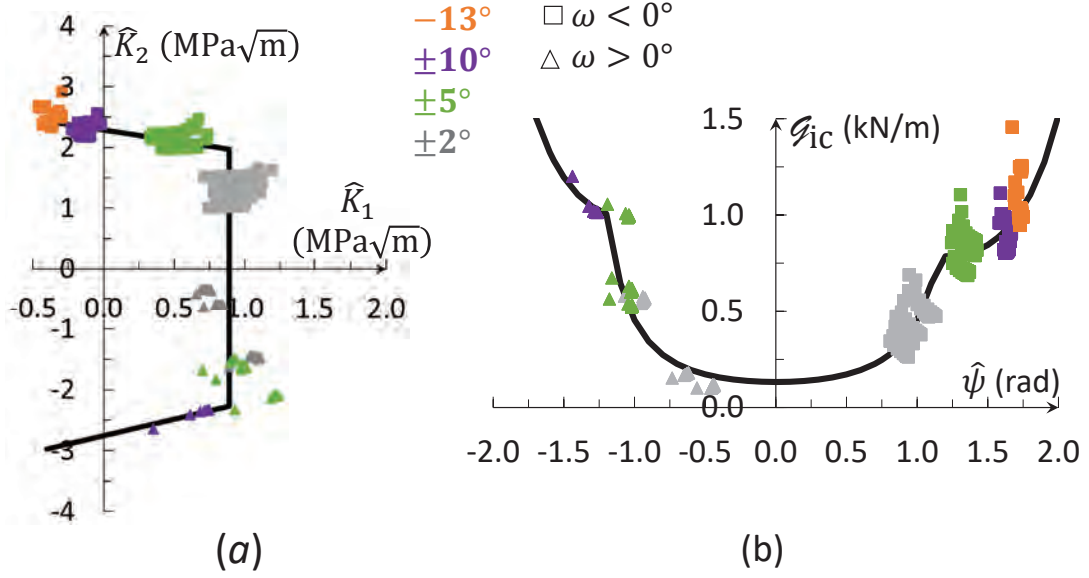 −13°
±10°
±5°
±2°
□ ω < 0°
△ ω > 0°
K̂₂ (MPa√m)
4
3
2
1
0
-1
-2
-3
-4
-0.5 0.0 0.5 1.0 1.5 2.0
K̂₁
(MPa√m)
(a)
𝒢ic (kN/m)
1.5
1.0
0.5
0.0
ψ̂ (rad)
-2.0 -1.5 -1.0 -0.5 0.0 0.5 1.0 1.5 2.0
(b)